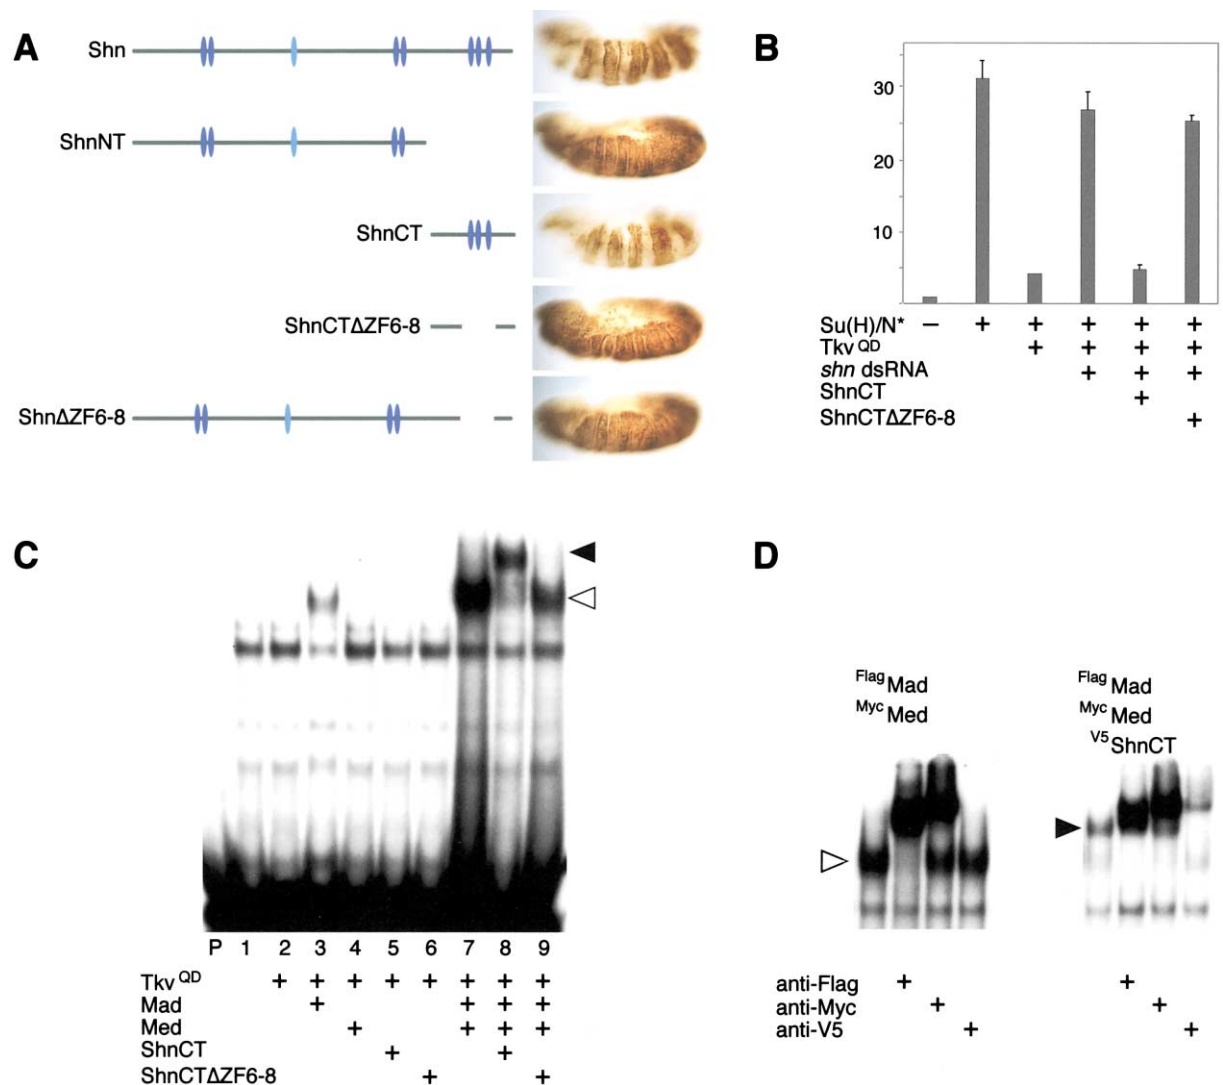 A
Shn
ShnNT
ShnCT
ShnCTΔZF6-8
ShnΔZF6-8
B
30
20
10
Su(H)/N* – + + + + +
Tkv QD + + + +
shn dsRNA + + +
ShnCT +
ShnCTΔZF6-8 +
C
P 1 2 3 4 5 6 7 8 9
Tkv QD + + + + + + + +
Mad + + + +
Med + + + +
ShnCT + +
ShnCTΔZF6-8 + +
D
Flag Mad
Myc Med
Flag Mad
Myc Med
V5 ShnCT
anti-Flag + +
anti-Myc + +
anti-V5 + +